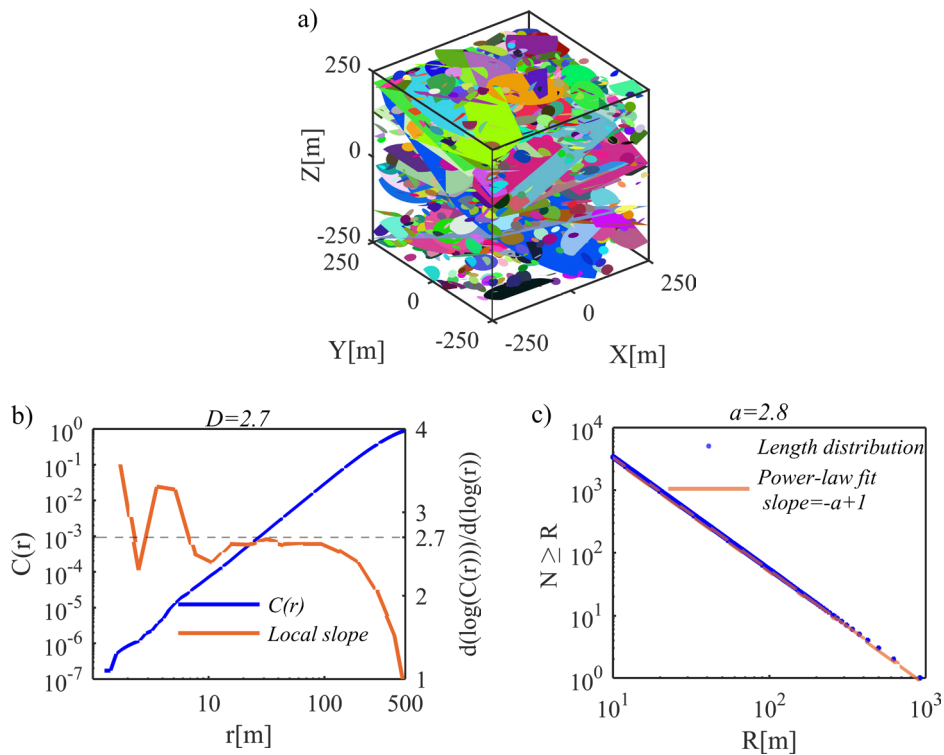 a)
250
0
-250
Z[m]
250
0
-250
Y[m]
-250
0
250
X[m]
b)
D=2.7
10^0
10^-1
10^-2
10^-3
10^-4
10^-5
10^-6
10^-7
C(r)
4
3
2.7
2
1
d(log(C(r)))/d(log(r))
C(r)
Local slope
10
100
500
r[m]
c)
a=2.8
10^4
10^3
10^2
10^1
10^0
N ≥ R
Length distribution
Power-law fit
slope=-a+1
10^1
10^2
10^3
R[m]